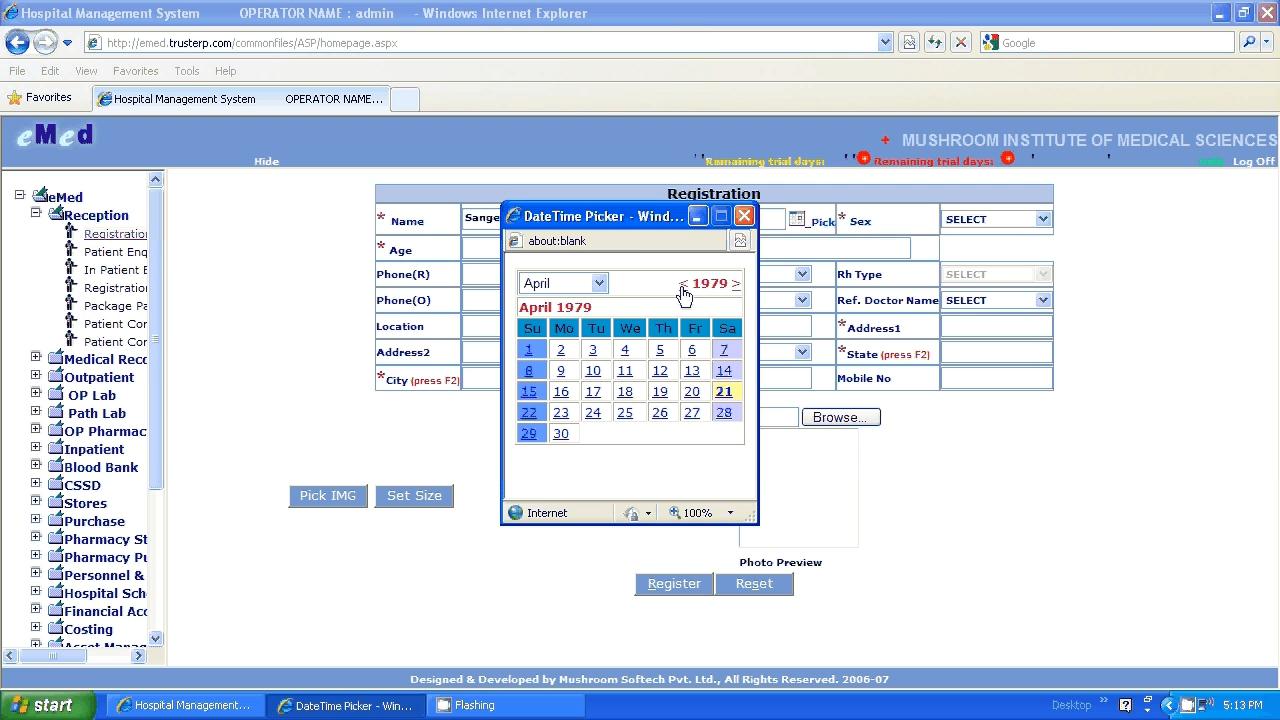 Hospital Management System OPERATOR NAME : admin - Windows Internet Explorer
http://emed.trusterp.com/commonfiles/ASP/homepage.aspx
Google
File Edit View Favorites Tools Help
Favorites
Hospital Management System OPERATOR NAME...
eMed
+ MUSHROOM INSTITUTE OF MEDICAL SCIENCES
Hide
Remaining trial days:
Remaining trial days:
Log Off
eMed
Reception
Registratio
Patient Enq
In Patient E
Registration
Package Pa
Patient Con
Patient Cor
Medical Reco
Outpatient
OP Lab
Path Lab
OP Pharmac
Inpatient
Blood Bank
CSSD
Stores
Purchase
Pharmacy St
Pharmacy Pu
Personnel &
Hospital Sch
Financial Acc
Costing
Asset Manag
Registration
* Name
Sange
Pick
* Sex
SELECT
* Age
Phone(R)
Rh Type
SELECT
Phone(O)
Ref. Doctor Name
SELECT
Location
* Address1
Address2
* State (press F2)
* City (press F2)
Mobile No
Browse...
Pick IMG
Set Size
Photo Preview
Register
Reset
DateTime Picker - Wind...
about:blank
April
< 1979 >
April 1979
Su Mo Tu We Th Fr Sa
1 2 3 4 5 6 7
8 9 10 11 12 13 14
15 16 17 18 19 20 21
22 23 24 25 26 27 28
29 30
Internet
100%
Designed & Developed by Mushroom Softech Pvt. Ltd., All Rights Reserved. 2006-07
start
Hospital Management...
DateTime Picker - Win...
Flashing
Desktop
5:13 PM